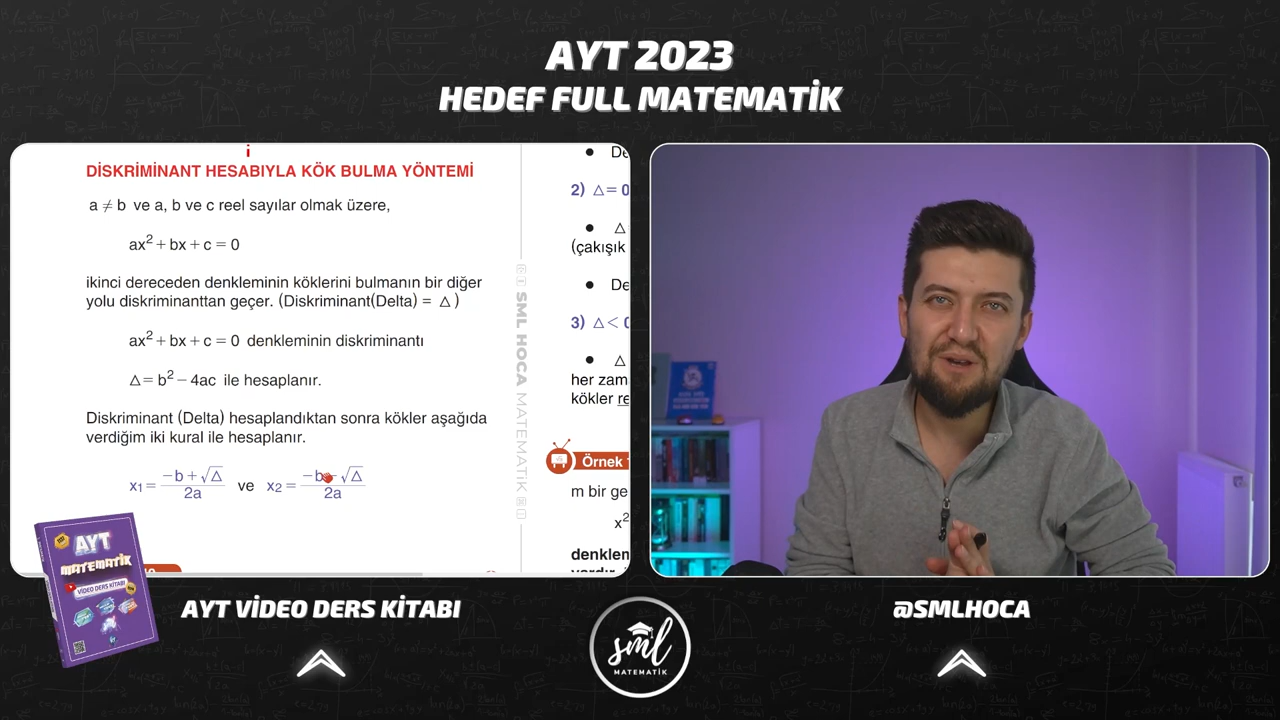 AYT 2023
HEDEF FULL MATEMATİK
i
DİSKRİMİNANT HESABIYLA KÖK BULMA YÖNTEMİ
a ≠ b ve a, b ve c reel sayılar olmak üzere,
ax² + bx + c = 0
ikinci dereceden denkleminin köklerini bulmanın bir diğer
yolu diskriminanttan geçer. (Diskriminant(Delta) = △ )
ax² + bx + c = 0 denkleminin diskriminantı
△ = b² − 4ac ile hesaplanır.
Diskriminant (Delta) hesaplandıktan sonra kökler aşağıda
verdiğim iki kural ile hesaplanır.
x₁ = (−b + √△)/2a ve x₂ = (−b − √△)/2a
SML HOCA MATEMATİK
● De
2) △ = 0
● △
(çakışık
● De
3) △ < 0
● △
her zam
kökler re
Örnek
m bir ge
x²
denklem
AYT
MATEMATİK
VİDEO DERS KİTABI
AYT VİDEO DERS KİTABI
sml
MATEMATİK
@SMLHOCA